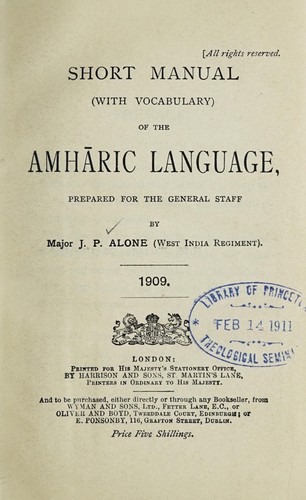 [All rights reserved.
SHORT MANUAL
(WITH VOCABULARY)
OF THE
AMHĀRIC LANGUAGE,
PREPARED FOR THE GENERAL STAFF
BY
Major J. P. ALONE (WEST INDIA REGIMENT).
1909.
LIBRARY OF PRINCETON
FEB 14 1911
THEOLOGICAL SEMIN
LONDON:
PRINTED FOR HIS MAJESTY'S STATIONERY OFFICE,
BY HARRISON AND SONS, ST. MARTIN'S LANE,
PRINTERS IN ORDINARY TO HIS MAJESTY.
And to be purchased, either directly or through any Bookseller, from
WYMAN AND SONS, LTD., FETTER LANE, E.C., OR
OLIVER AND BOYD, TWEEDDALE COURT, EDINBURGH; OR
E. PONSONBY, 116, GRAFTON STREET, DUBLIN.
Price Five Shillings.